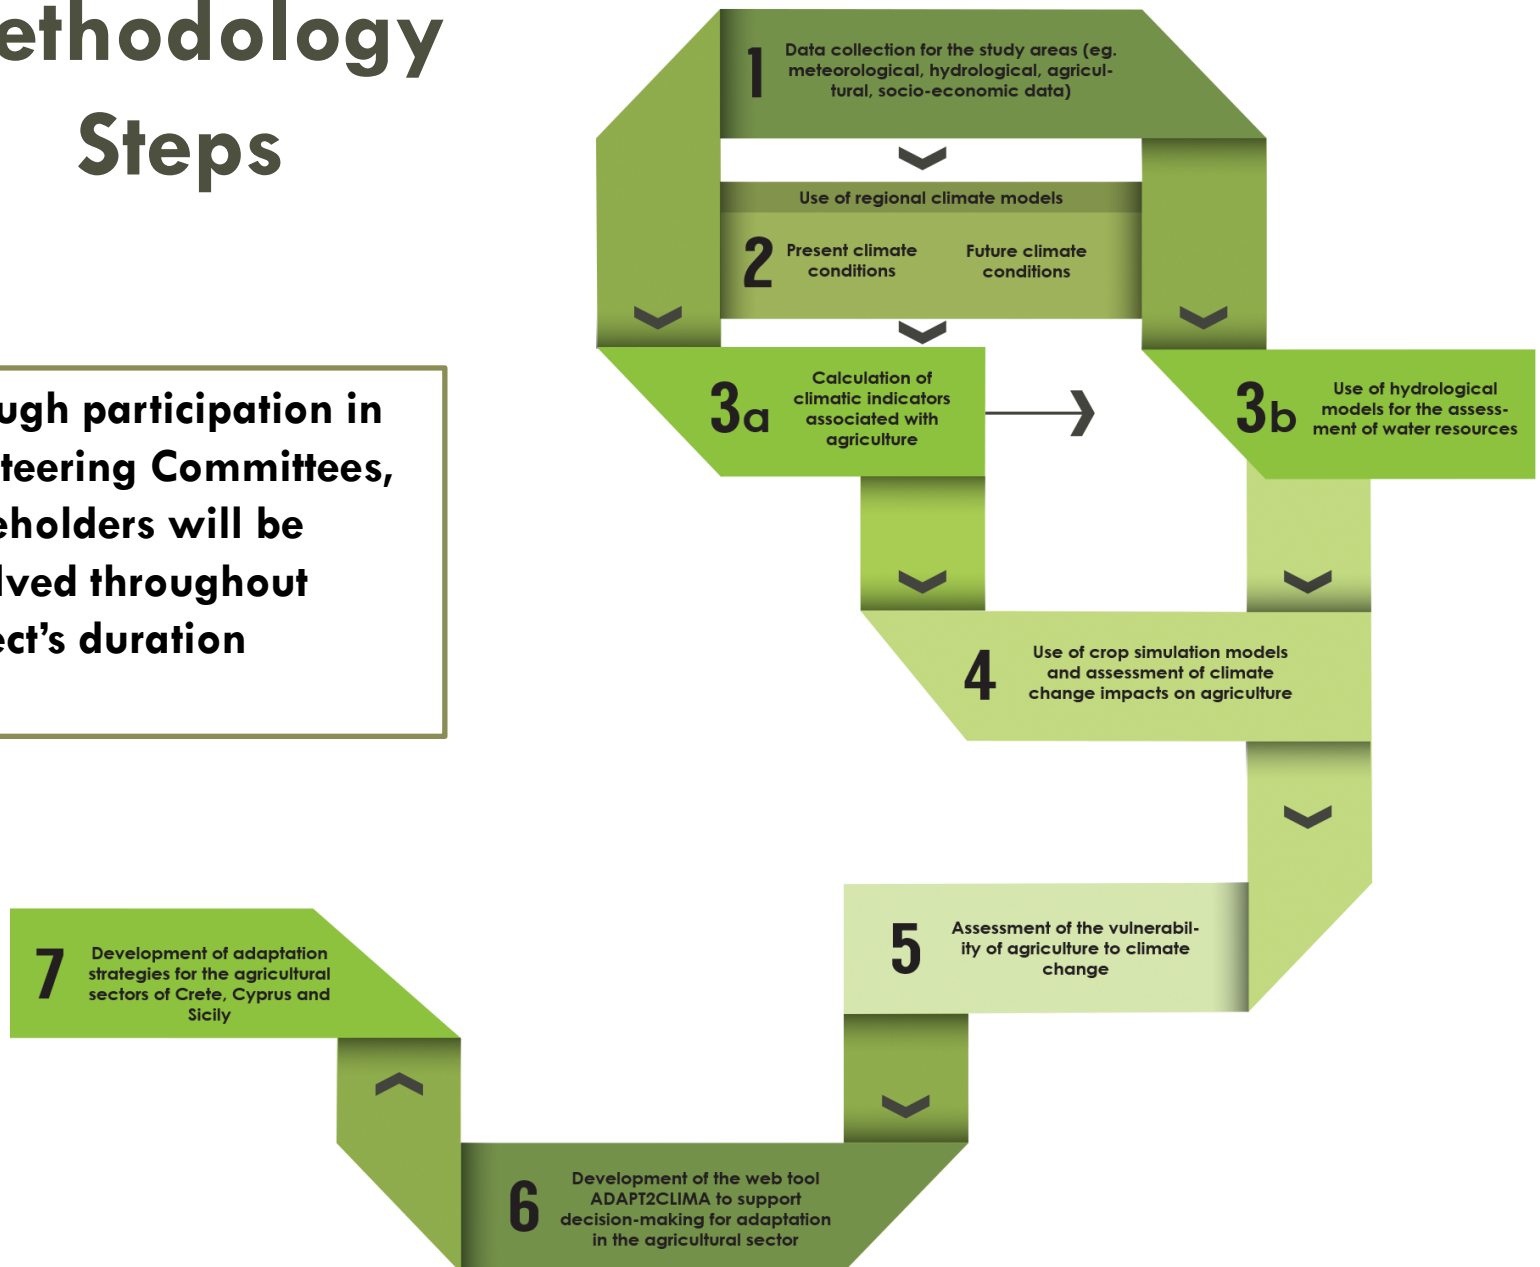 ethodology
Steps
ugh participation in
teering Committees,
eholders will be
lved throughout
ect's duration
1
Data collection for the study areas (eg.
meteorological, hydrological, agricul-
tural, socio-economic data)
Use of regional climate models
2
Present climate
conditions
Future climate
conditions
3a
Calculation of
climatic indicators
associated with
agriculture
3b
Use of hydrological
models for the assess-
ment of water resources
4
Use of crop simulation models
and assessment of climate
change impacts on agriculture
5
Assessment of the vulnerabil-
ity of agriculture to climate
change
6
Development of the web tool
ADAPT2CLIMA to support
decision-making for adaptation
in the agricultural sector
7
Development of adaptation
strategies for the agricultural
sectors of Crete, Cyprus and
Sicily